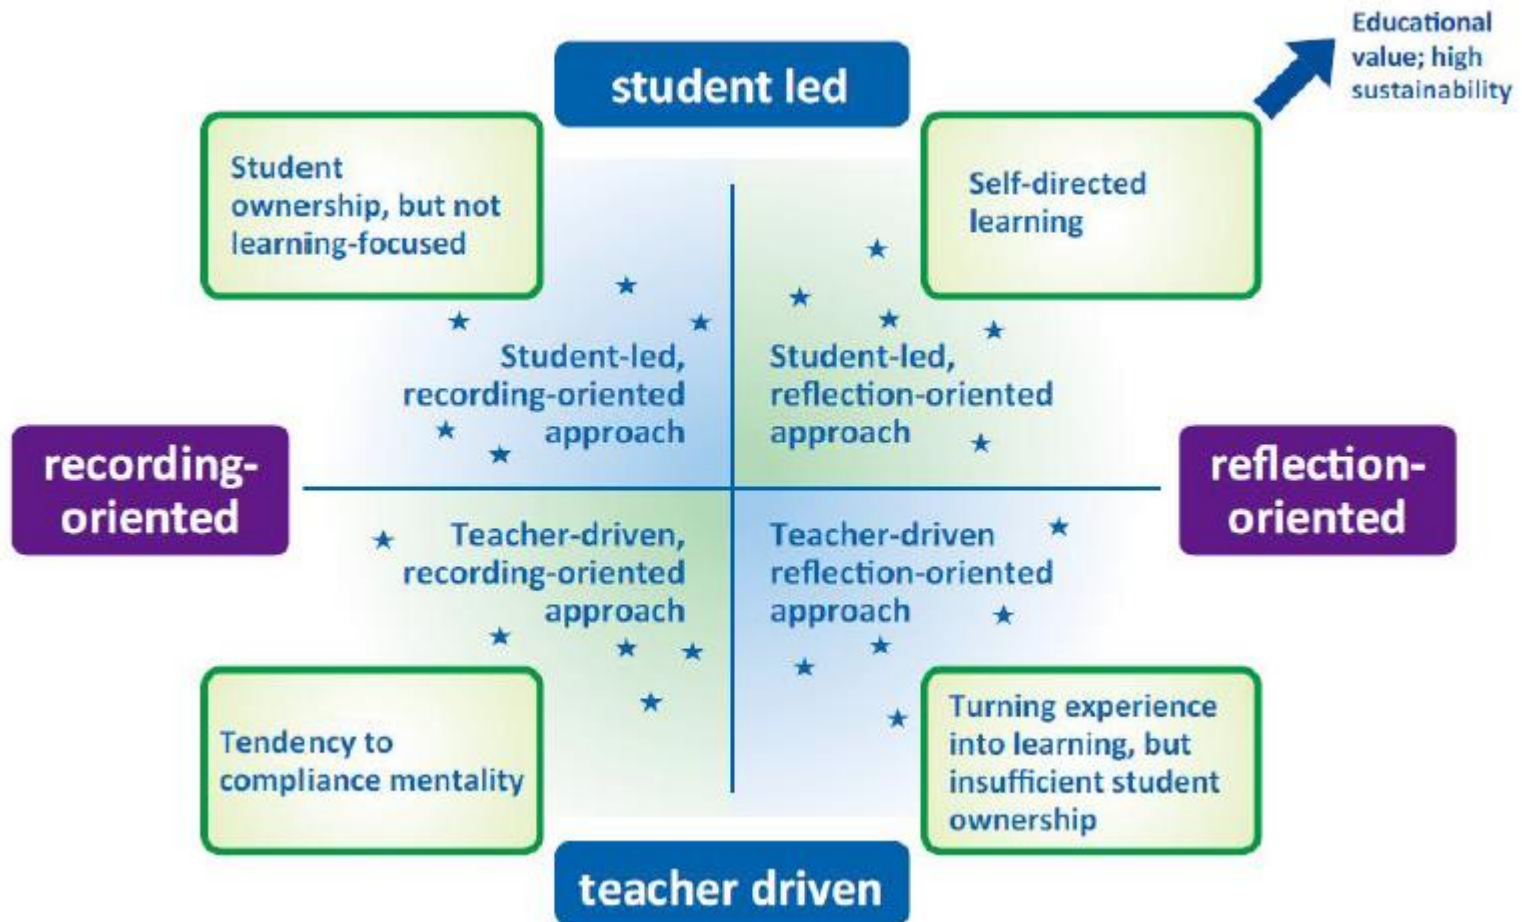 Educational
value; high
sustainability
student led
Student
ownership, but not
learning-focused
Self-directed
learning
Student-led,
recording-oriented
approach
Student-led,
reflection-oriented
approach
recording-
oriented
reflection-
oriented
Teacher-driven,
recording-oriented
approach
Teacher-driven
reflection-oriented
approach
Tendency to
compliance mentality
Turning experience
into learning, but
insufficient student
ownership
teacher driven